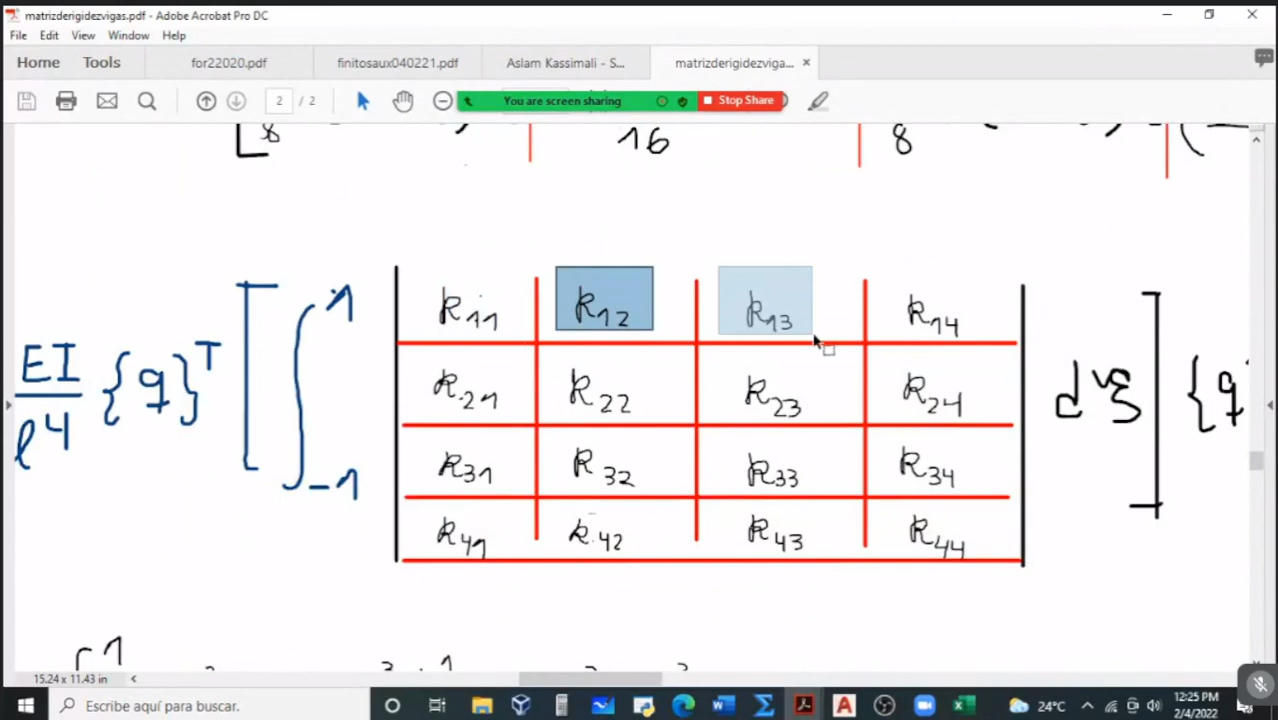 matrizderigidezvigas.pdf - Adobe Acrobat Pro DC
File Edit View Window Help
Home Tools for22020.pdf finitosaux040221.pdf Aslam Kassimali - S... matrizderigidezviga... ×
2 / 2 You are screen sharing Stop Share
8 16 8
1 K11 K12 K13 K14
EI {q}T K21 K22 K23 K24 dξ {q
l4 K31 K32 K33 K34
-1 K41 K42 K43 K44
1
15.24 x 11.43 in
Escribe aquí para buscar. 24°C 12:25 PM
2/4/2022